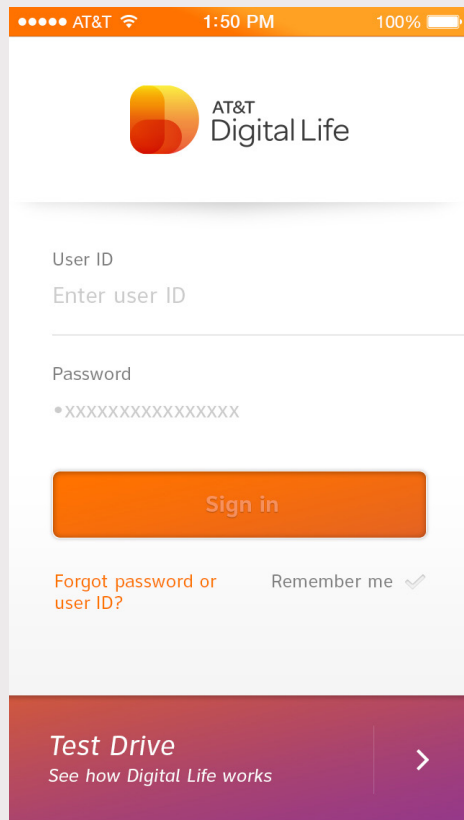 AT&T 1:50 PM 100%
AT&T
Digital Life
User ID
Enter user ID
Password
•xxxxxxxxxxxxxxxx
Sign in
Forgot password or
user ID?
Remember me
Test Drive
See how Digital Life works